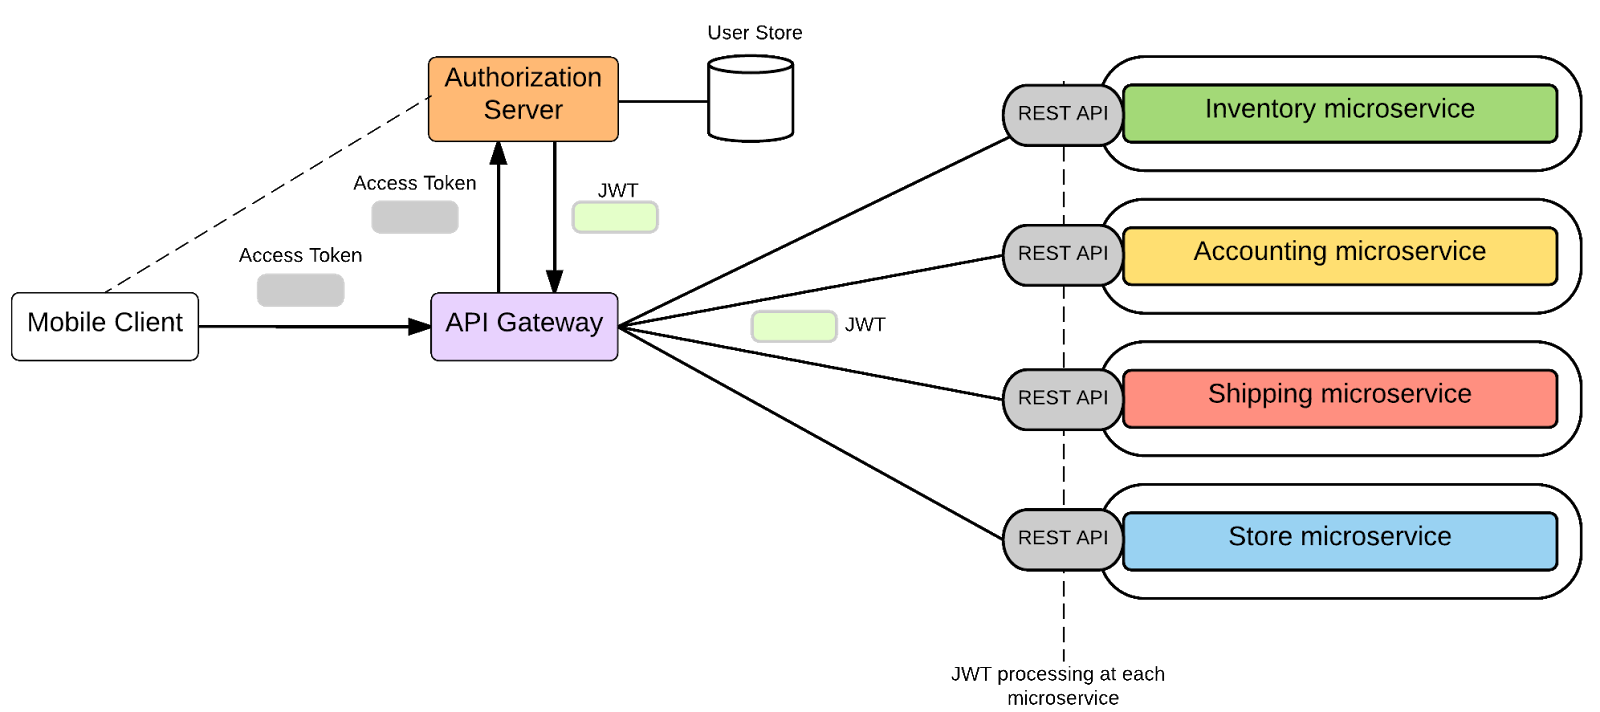 User Store
Authorization
Server
Access Token
JWT
Access Token
Mobile Client
API Gateway
JWT
REST API
Inventory microservice
REST API
Accounting microservice
REST API
Shipping microservice
REST API
Store microservice
JWT processing at each
microservice